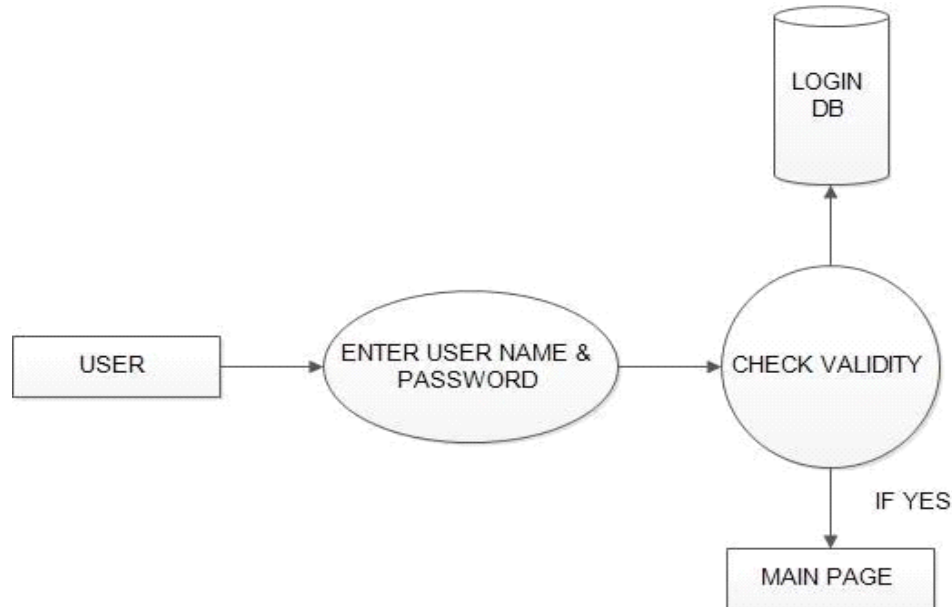 LOGIN
DB
USER
ENTER USER NAME &
PASSWORD
CHECK VALIDITY
IF YES
MAIN PAGE